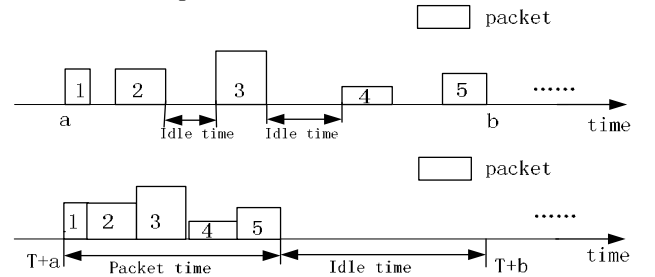 packet
1 2 3 4 5 ......
a b
Idle time Idle time time
packet
1 2 3 4 5 ......
T+a Packet time Idle time T+b time